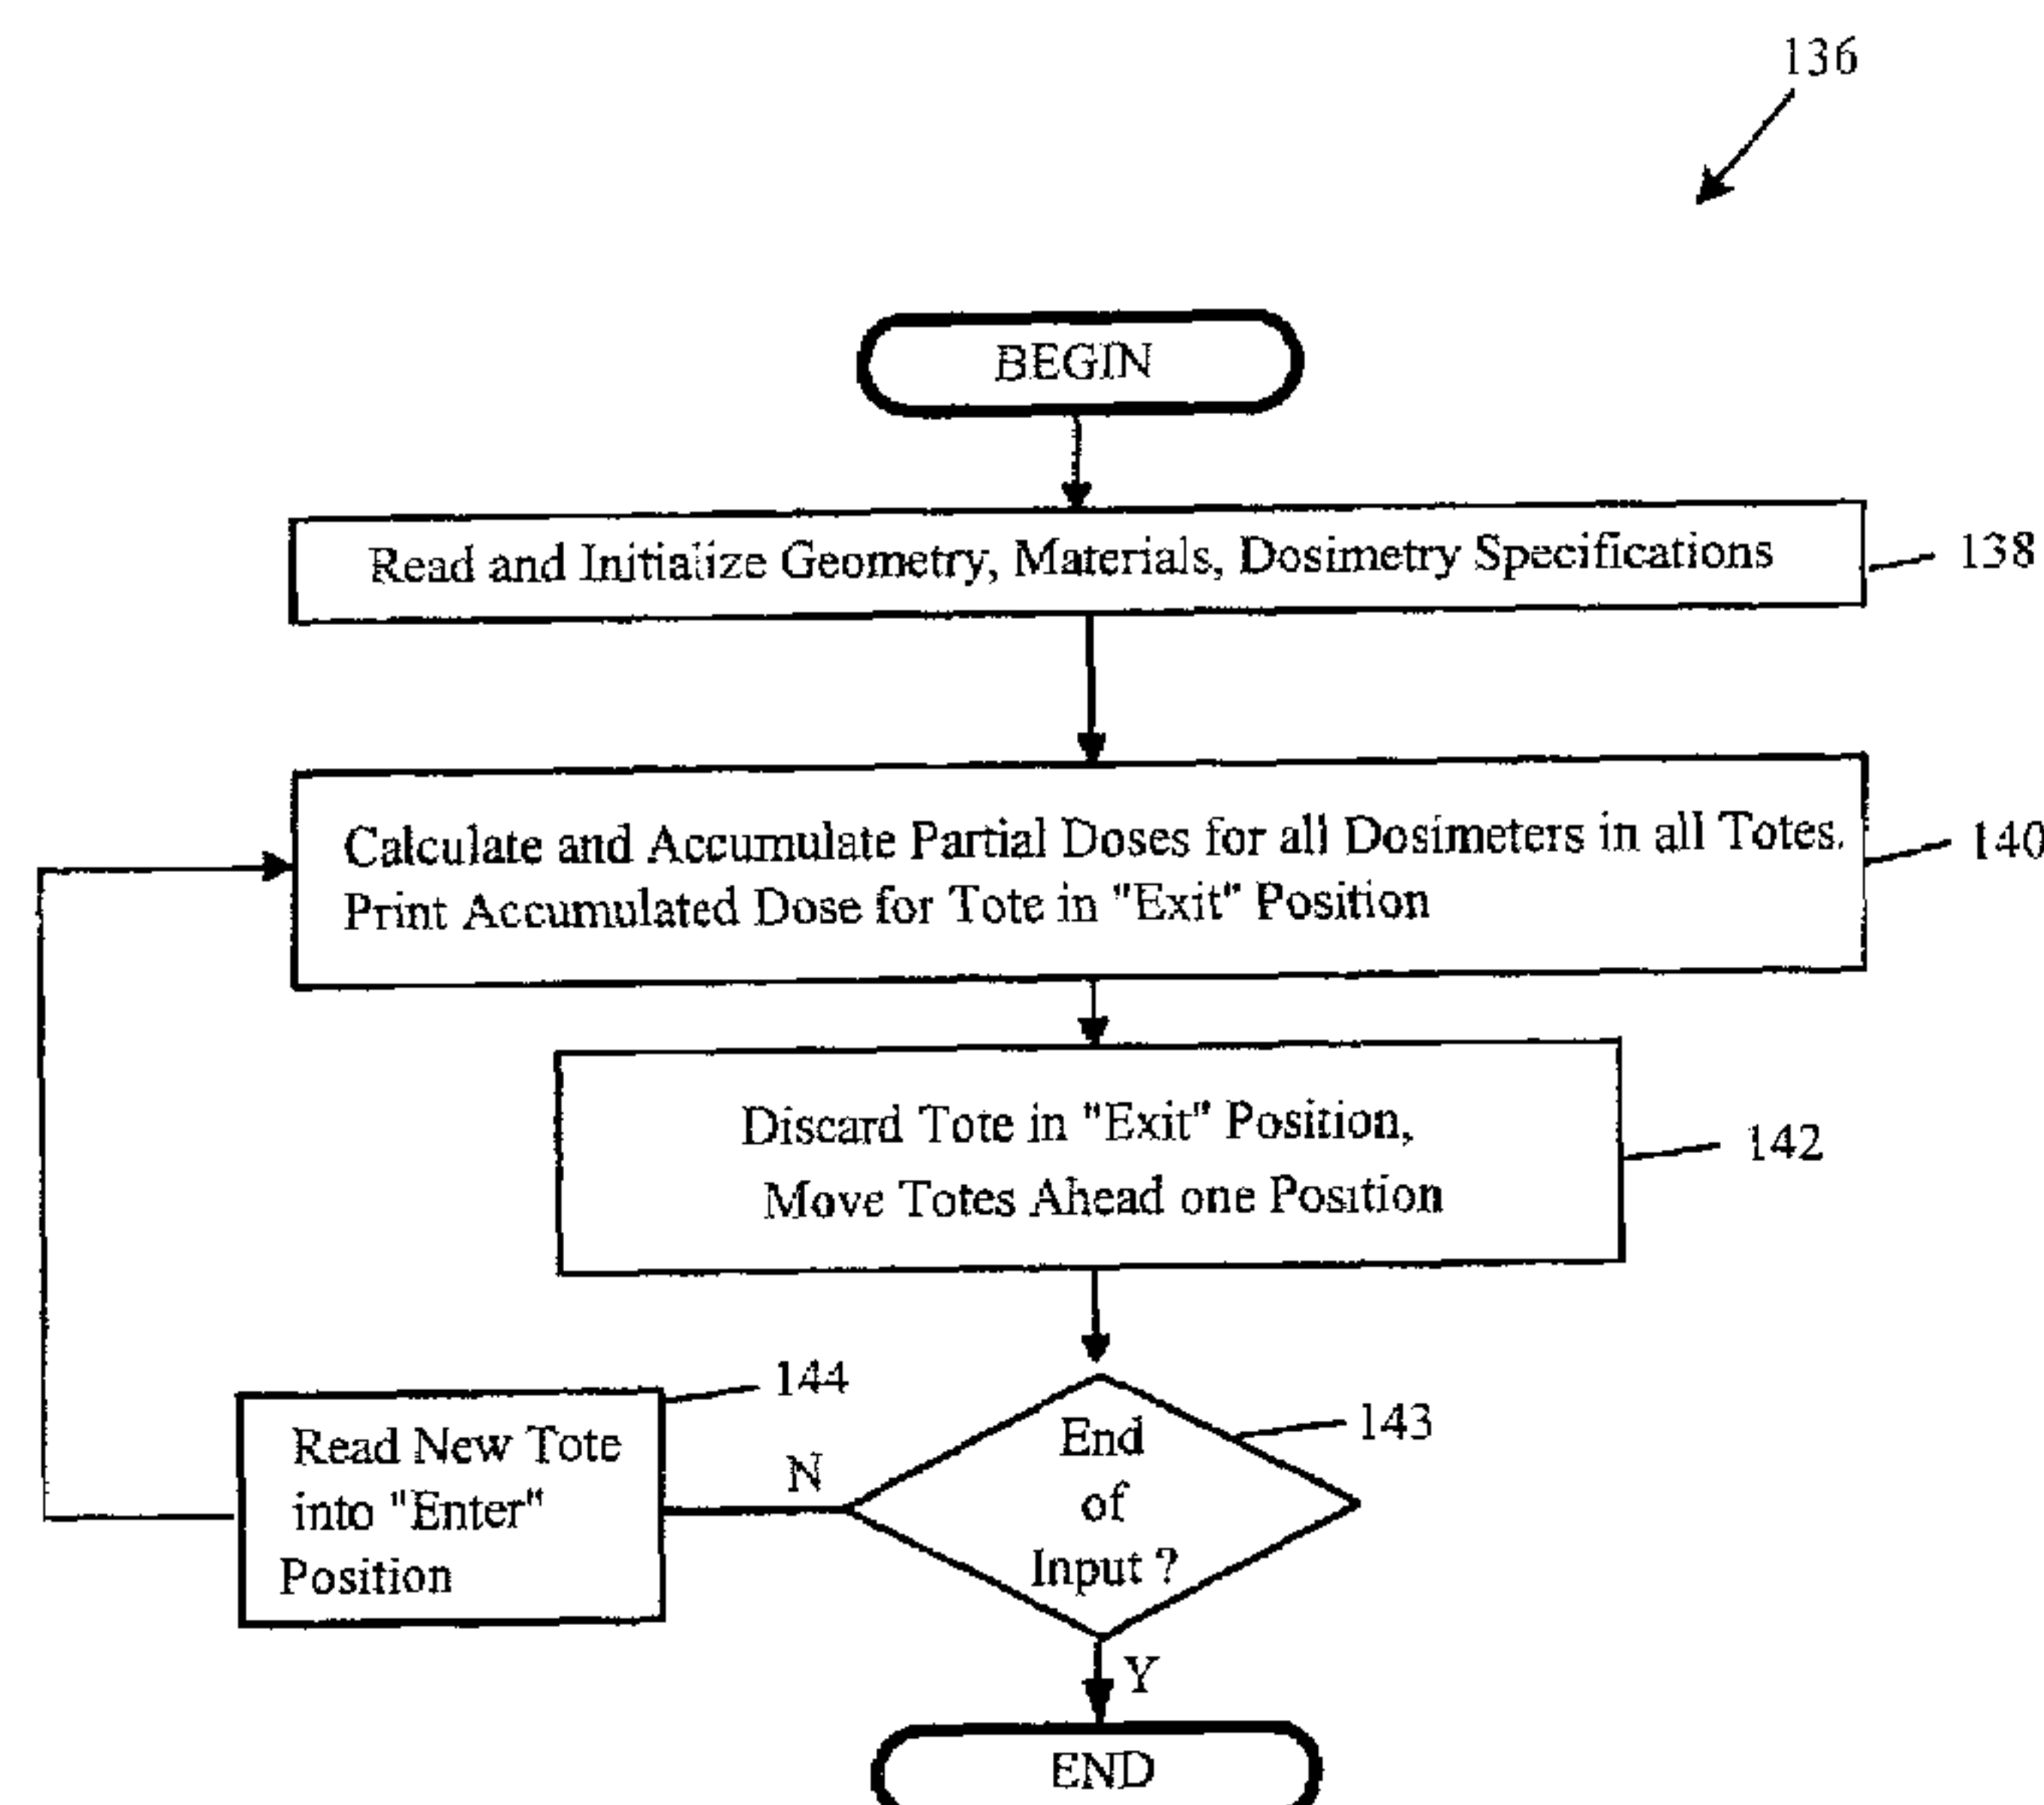 136
BEGIN
Read and Initialize Geometry, Materials, Dosimetry Specifications
138
Calculate and Accumulate Partial Doses for all Dosimeters in all Totes.
Print Accumulated Dose for Tote in "Exit" Position
140
Discard Tote in "Exit" Position,
Move Totes Ahead one Position
142
144
Read New Tote
into "Enter"
Position
N
End
of
Input ?
143
Y
END